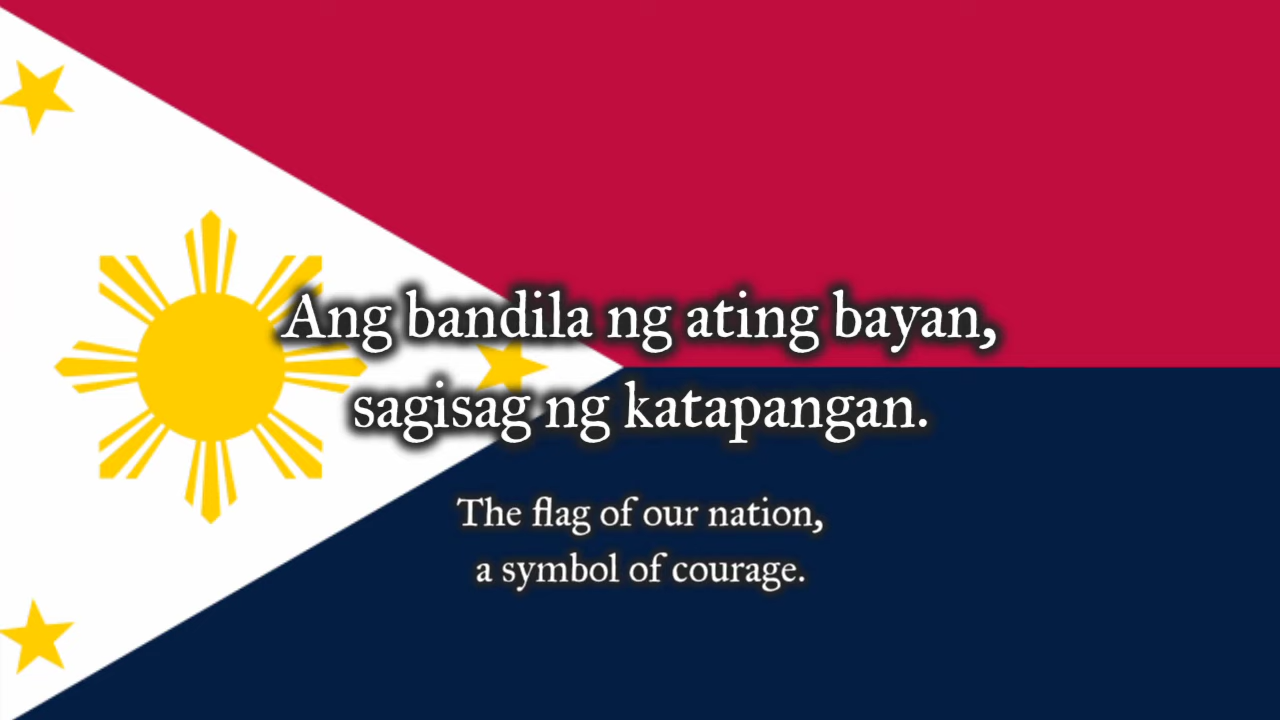 Ang bandila ng ating bayan,
sagisag ng katapangan.
The flag of our nation,
a symbol of courage.